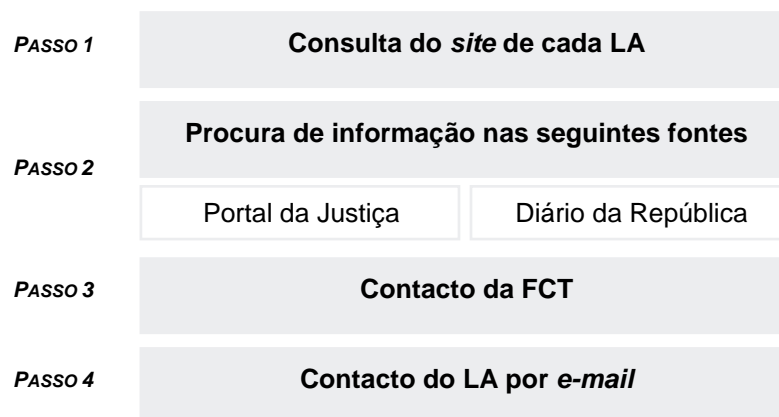 PASSO 1
Consulta do site de cada LA
PASSO 2
Procura de informação nas seguintes fontes
Portal da Justiça
Diário da República
PASSO 3
Contacto da FCT
PASSO 4
Contacto do LA por e-mail